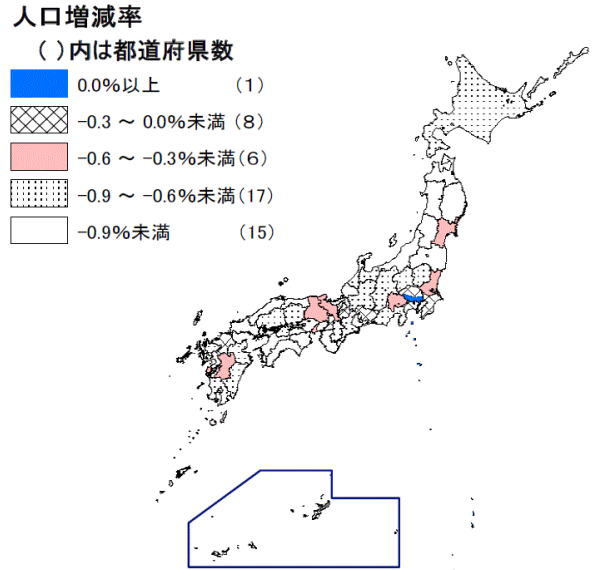 人口増減率
( )内は都道府県数
0.0%以上 (1)
-0.3 ～ 0.0%未満(8)
-0.6 ～ -0.3%未満(6)
-0.9 ～ -0.6%未満(17)
-0.9%未満 (15)